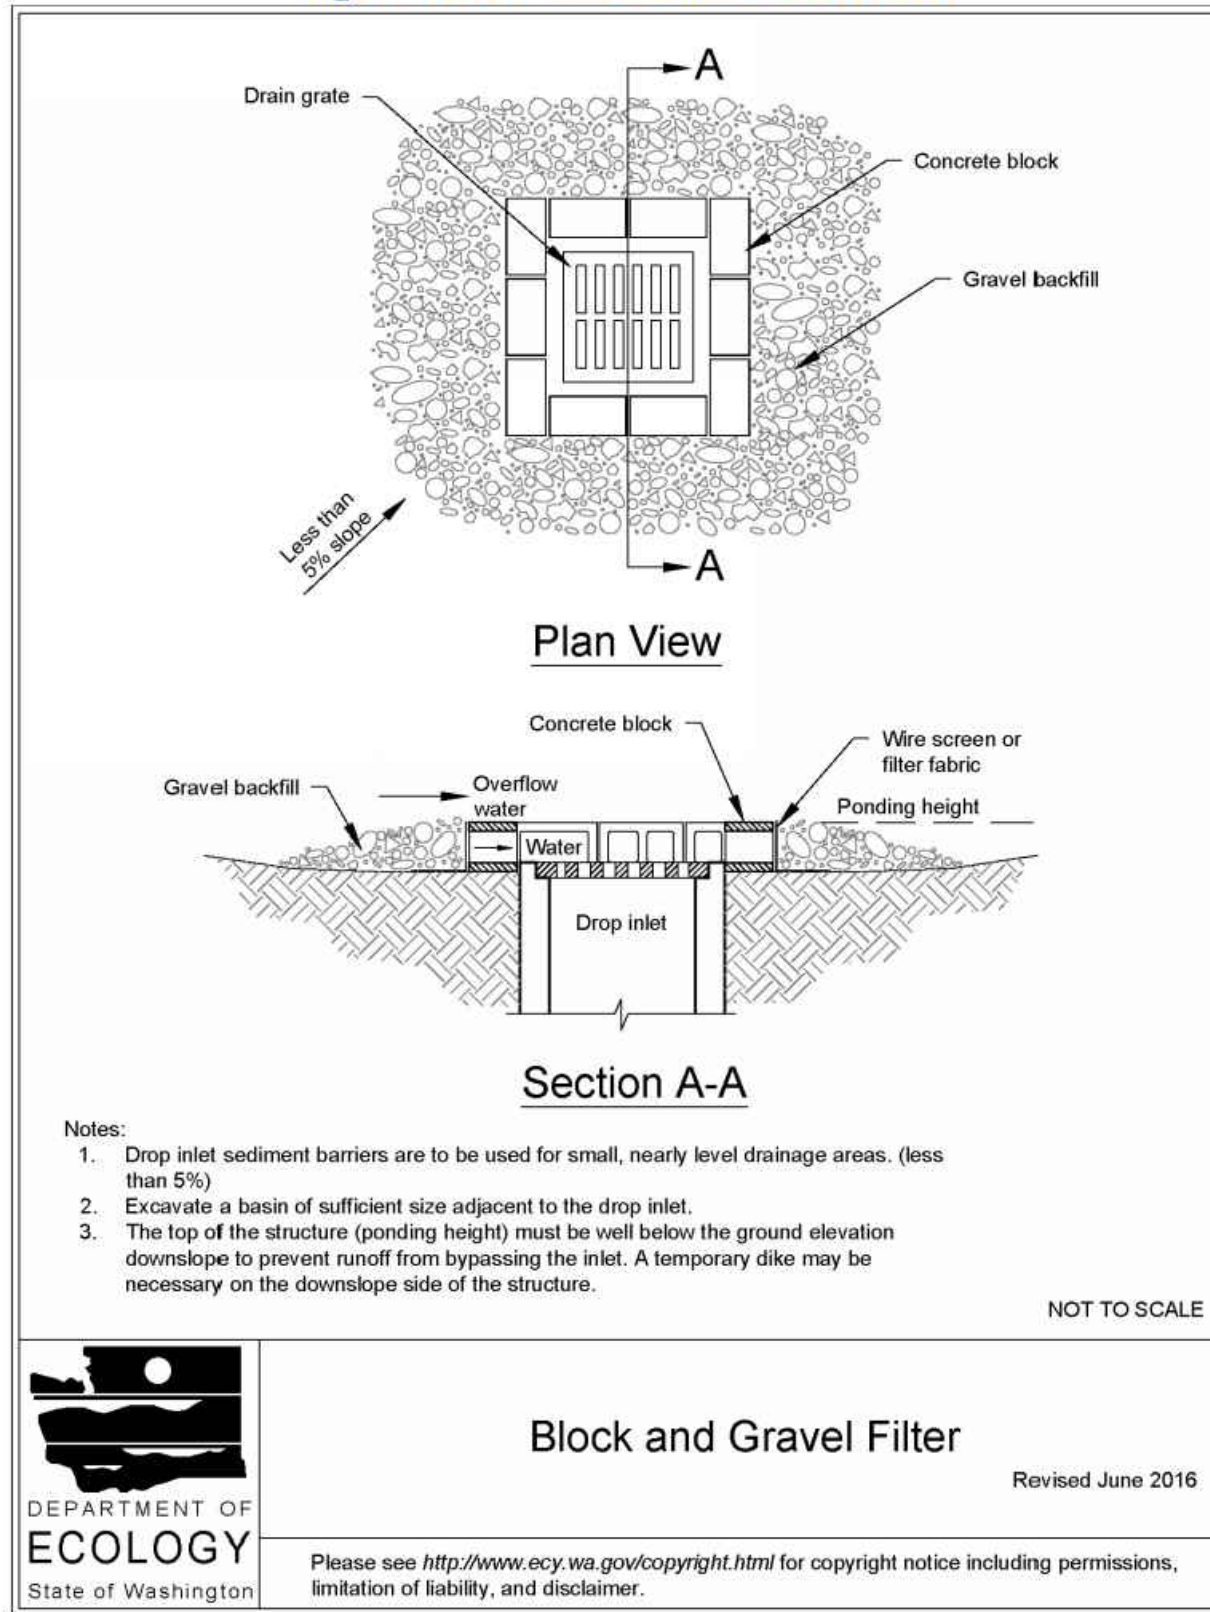 A
Drain grate
Concrete block
Gravel backfill
Less than
5% slope
A
Plan View
Concrete block
Wire screen or
filter fabric
Gravel backfill
Overflow
water
Ponding height
Water
Drop inlet
Section A-A
Notes:
1. Drop inlet sediment barriers are to be used for small, nearly level drainage areas. (less
than 5%)
2. Excavate a basin of sufficient size adjacent to the drop inlet.
3. The top of the structure (ponding height) must be well below the ground elevation
downslope to prevent runoff from bypassing the inlet. A temporary dike may be
necessary on the downslope side of the structure.
NOT TO SCALE
Block and Gravel Filter
Revised June 2016
DEPARTMENT OF
ECOLOGY
State of Washington
Please see http://www.ecy.wa.gov/copyright.html for copyright notice including permissions,
limitation of liability, and disclaimer.